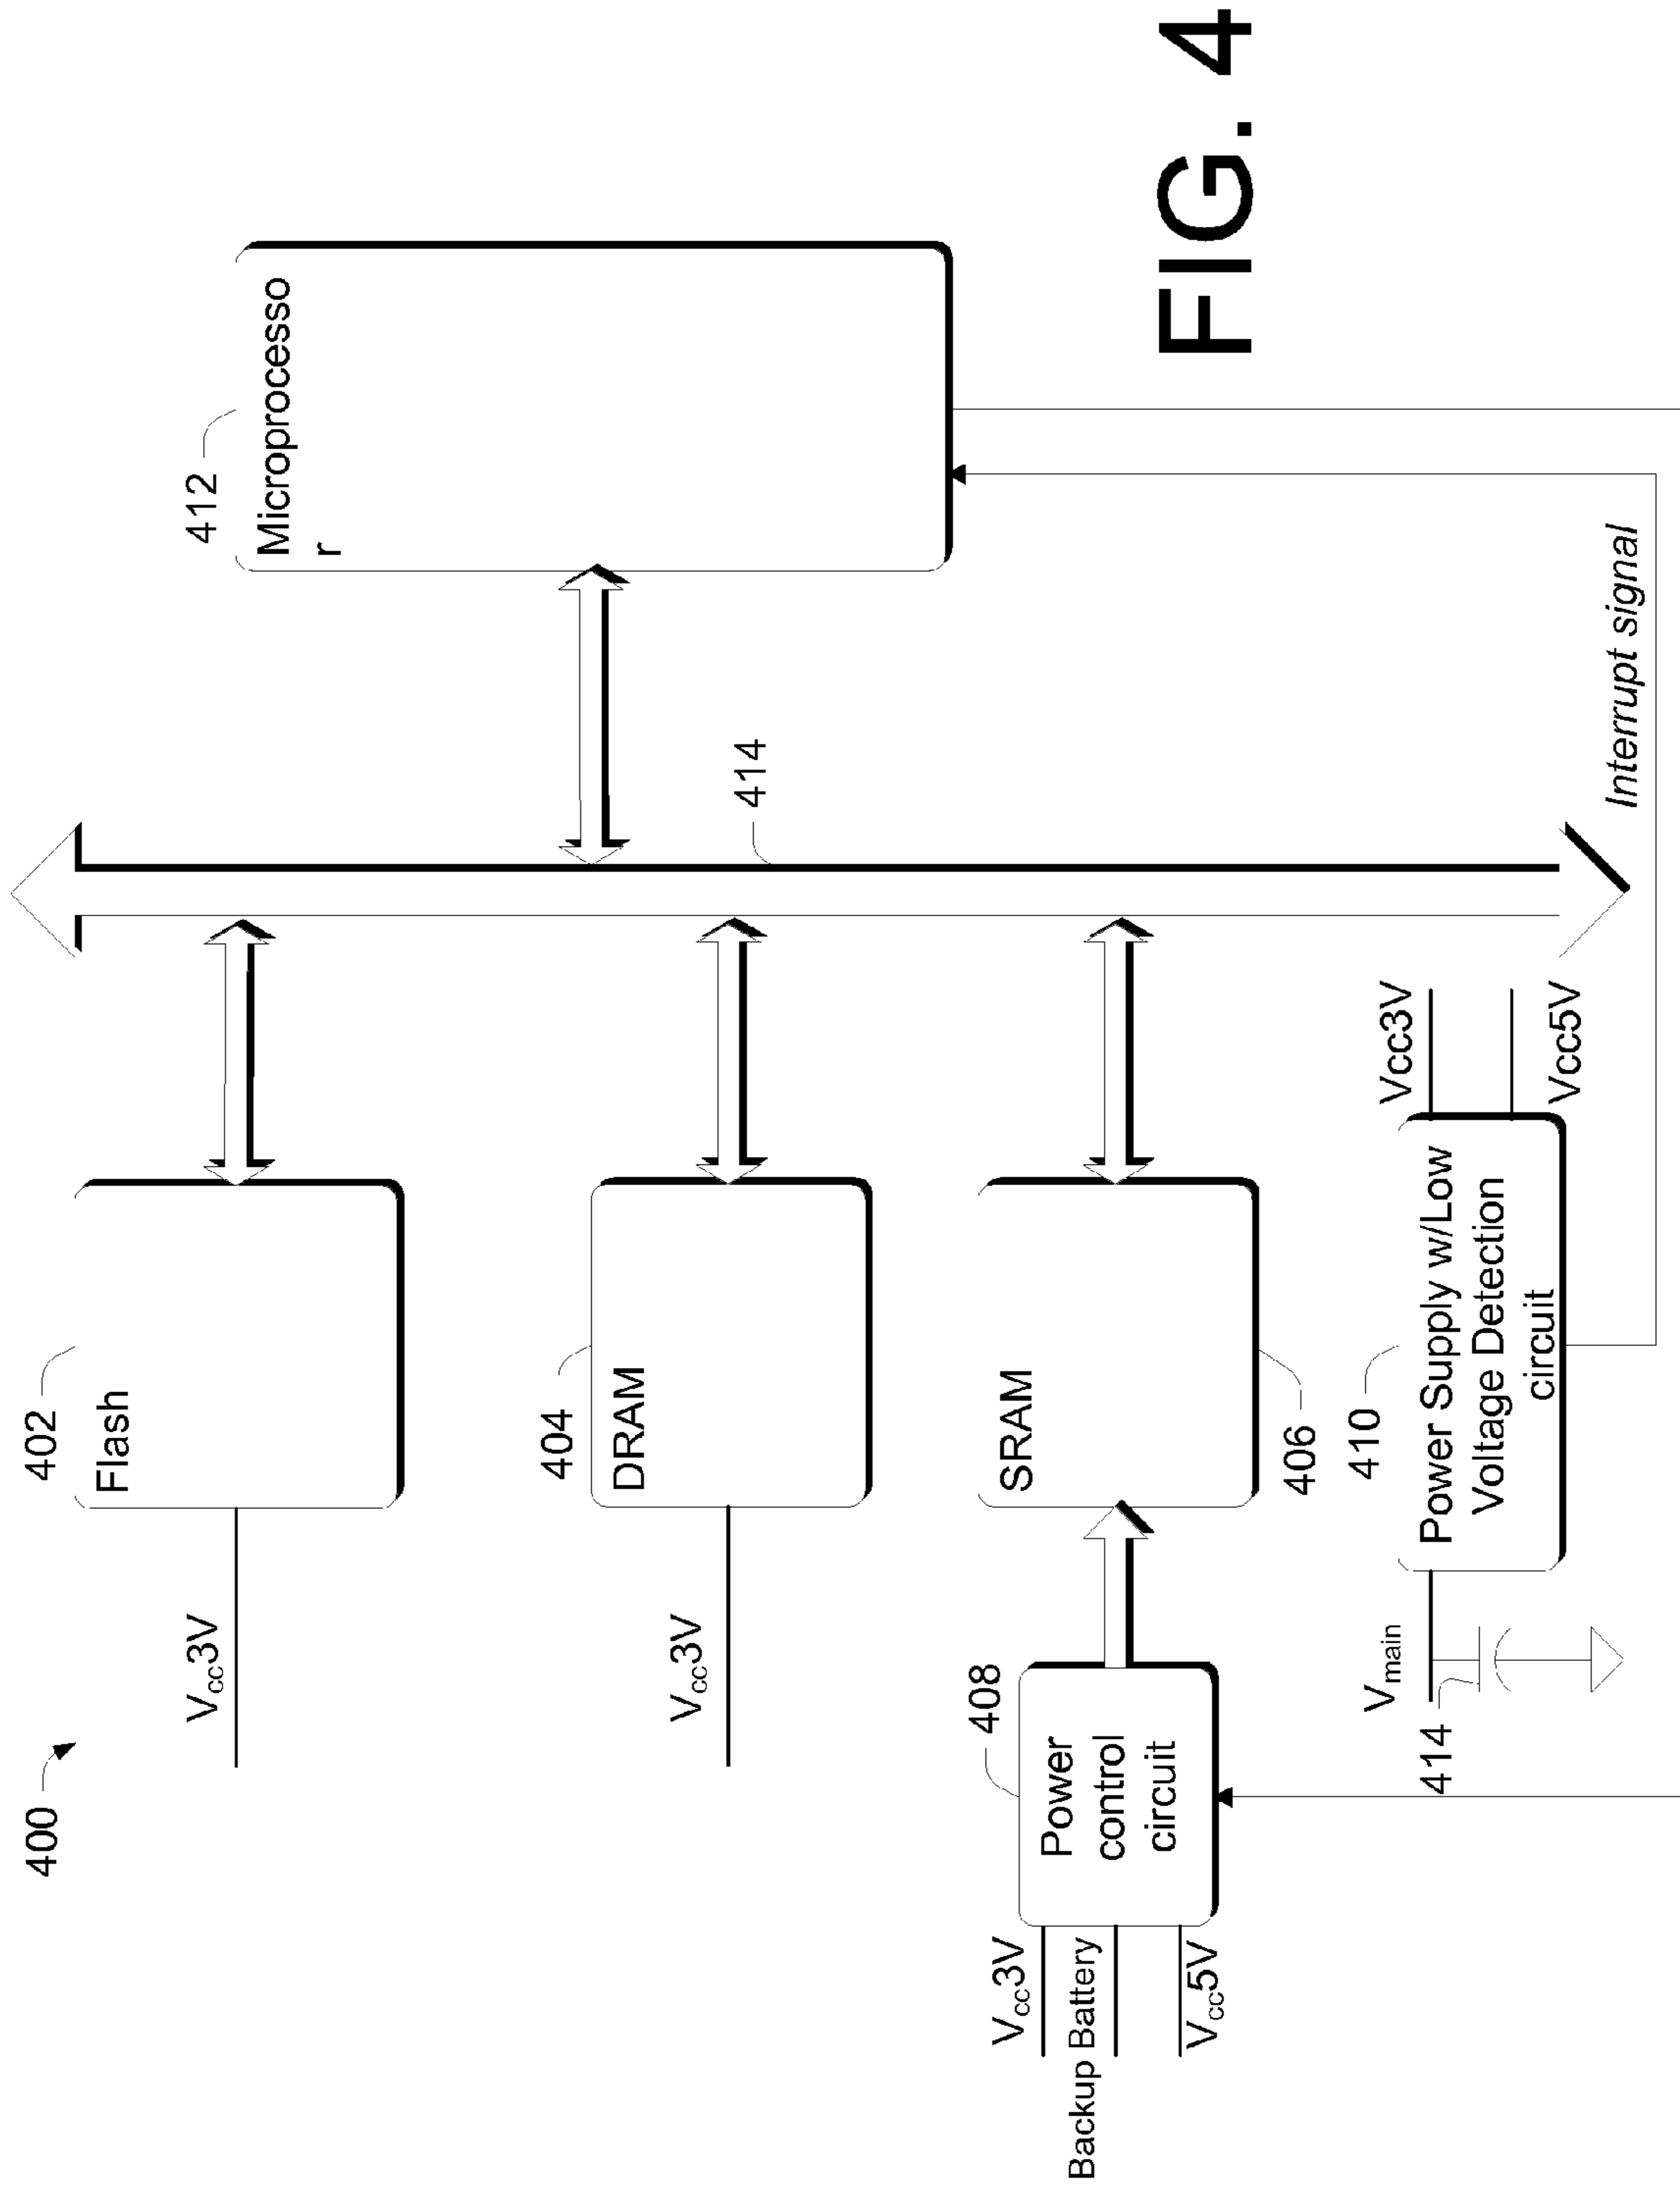 400
402
Flash
V_cc3V
404
DRAM
V_cc3V
412
Microprocesso
r
414
408
Power
control
circuit
V_cc3V
Backup Battery
V_cc5V
SRAM
406
410
Power Supply w/Low
Voltage Detection
circuit
V_main
414
Vcc3V
Vcc5V
Interrupt signal
FIG. 4